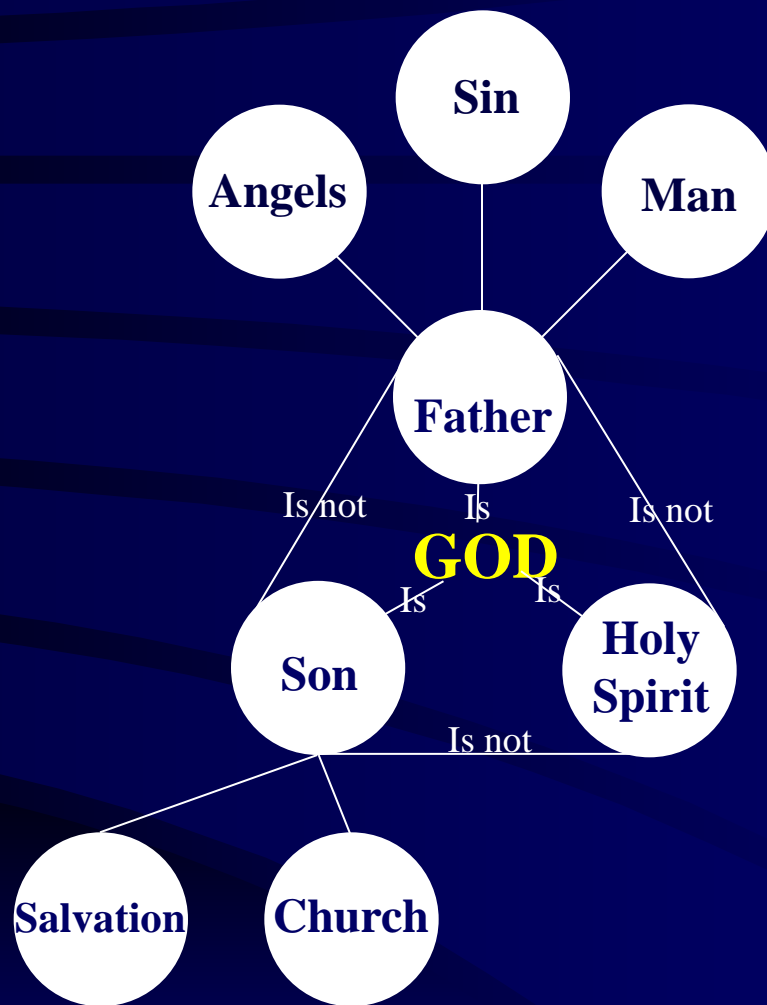 Sin
Angels
Man
Father
Is not
Is
Is not
GOD
Is
Is
Holy
Spirit
Son
Is not
Salvation
Church